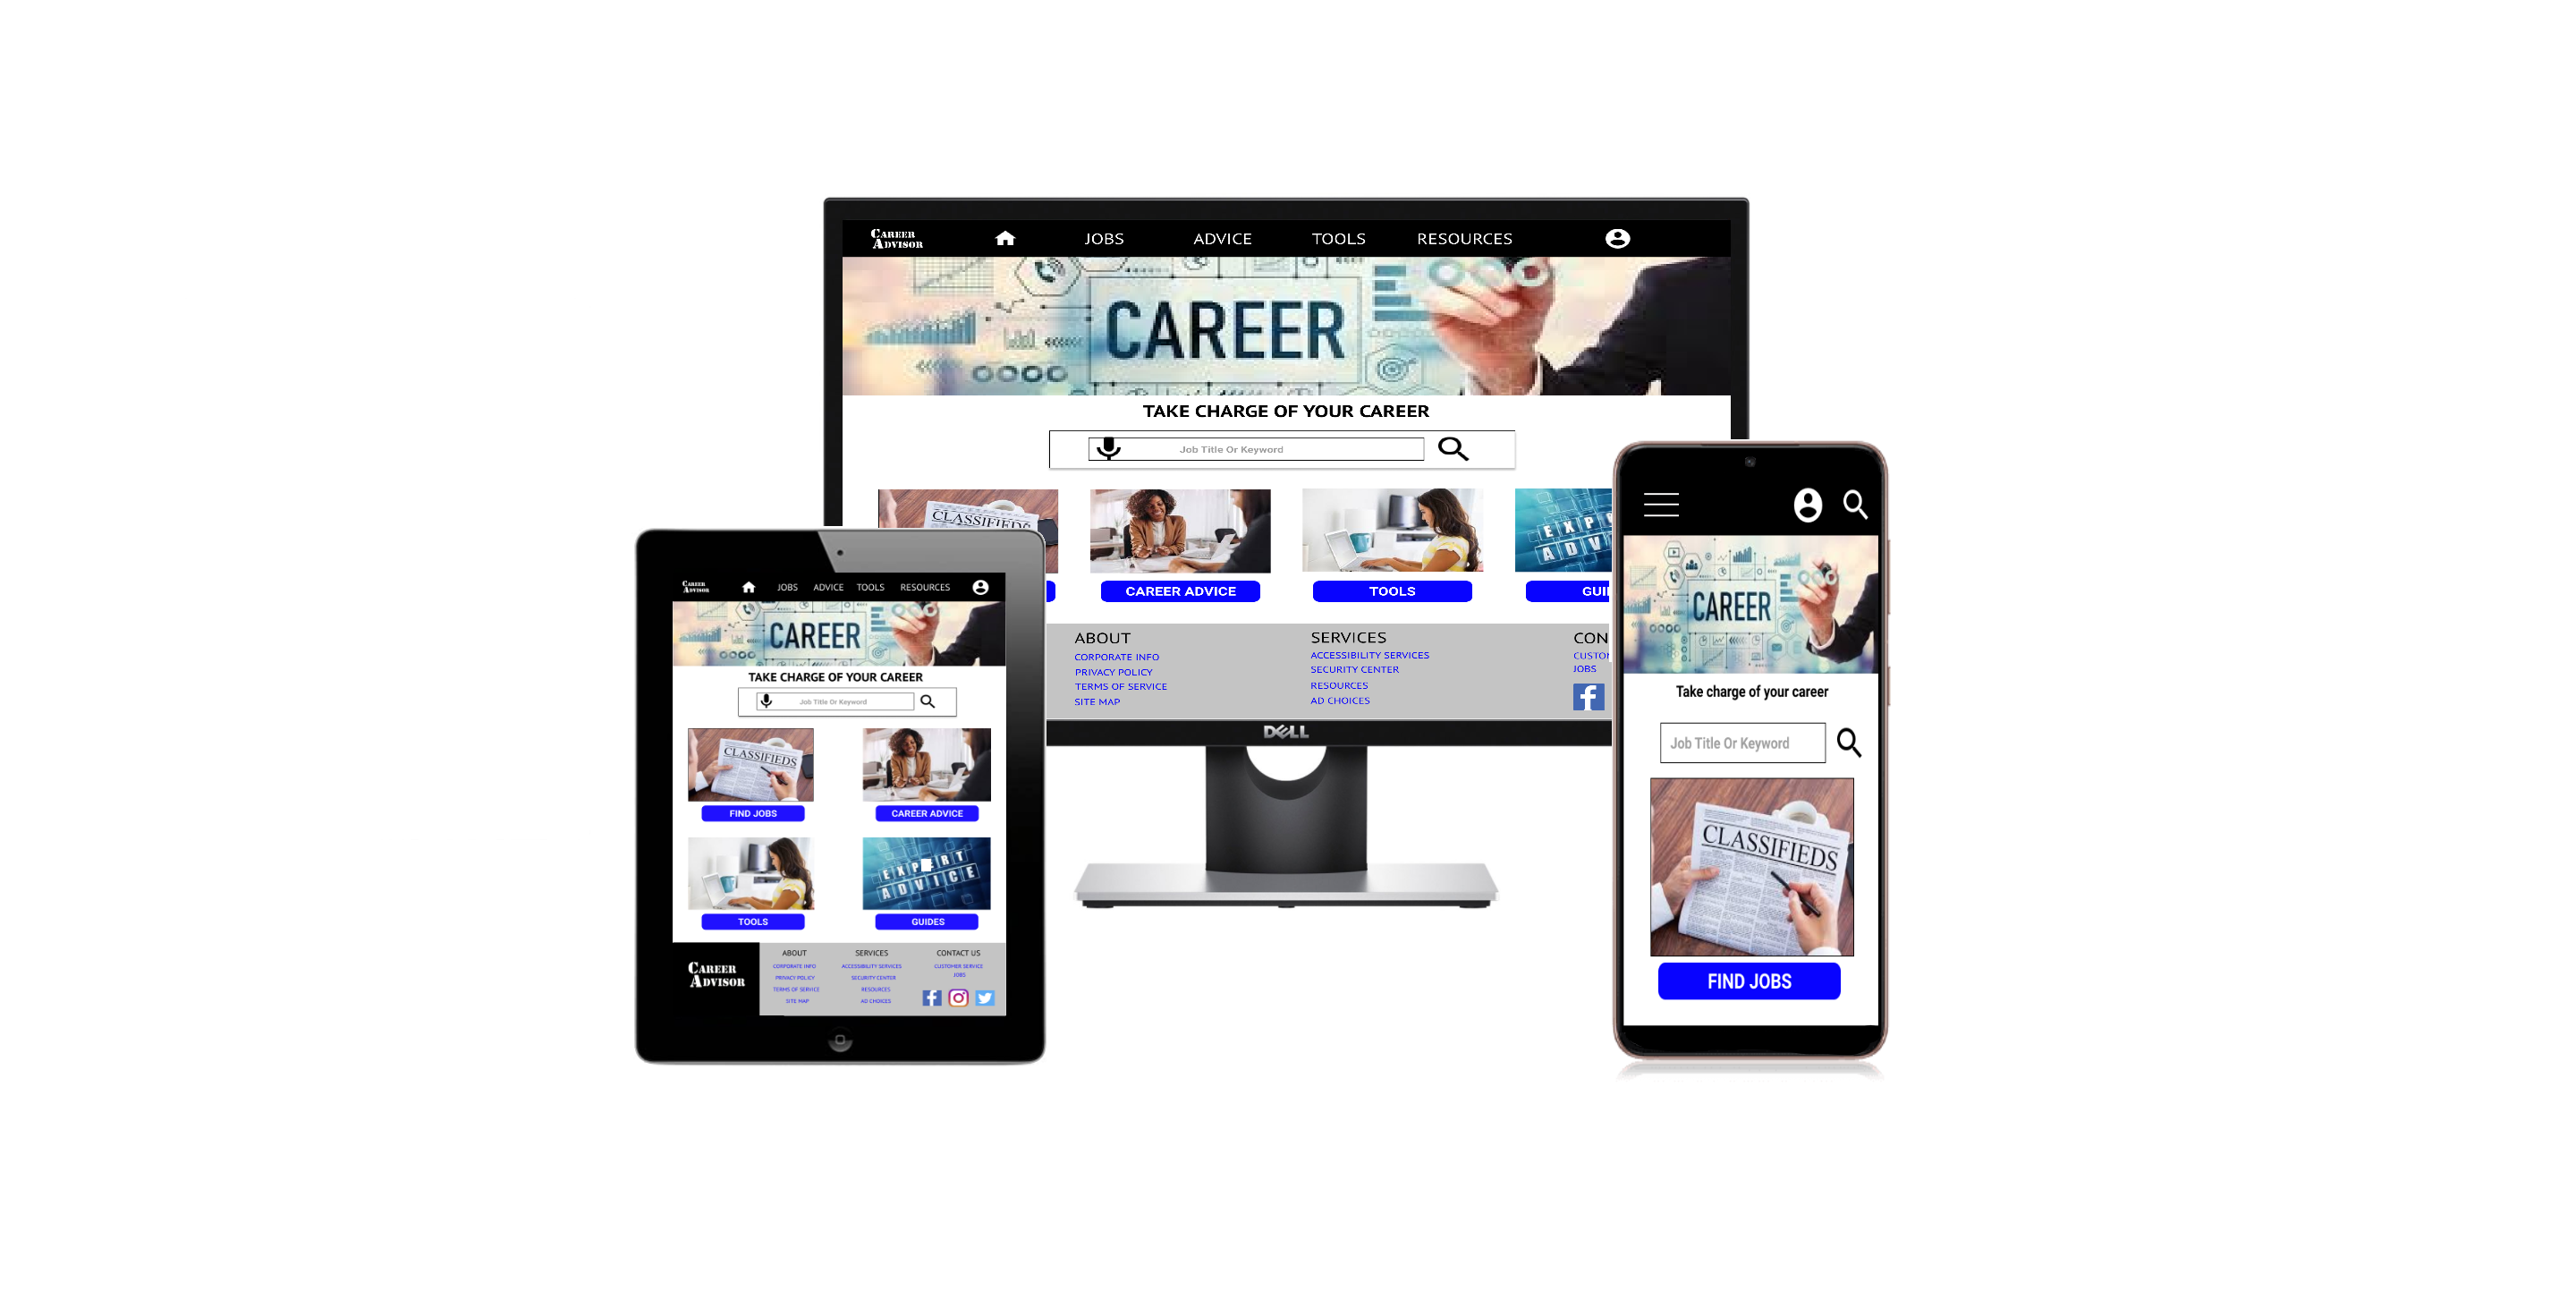 CAREER
ADVISOR
JOBS ADVICE TOOLS RESOURCES
CAREER
TAKE CHARGE OF YOUR CAREER
Job Title Or Keyword
CLASSIFIEDS
EXPE
ADVI
CAREER ADVICE TOOLS GUI
ABOUT SERVICES CON
CORPORATE INFO ACCESSIBILITY SERVICES CUSTO
PRIVACY POLICY SECURITY CENTER JOBS
TERMS OF SERVICE RESOURCES
SITE MAP AD CHOICES
DELL
CAREER
ADVISOR
JOBS ADVICE TOOLS RESOURCES
CAREER
TAKE CHARGE OF YOUR CAREER
Job Title Or Keyword
CLASSIFIEDS
FIND JOBS CAREER ADVICE
EXPERT
ADVICE
TOOLS GUIDES
ABOUT SERVICES CONTACT US
CORPORATE INFO ACCESSIBILITY SERVICES CUSTOMER SERVICE
PRIVACY POLICY SECURITY CENTER JOBS
TERMS OF SERVICE RESOURCES
SITE MAP AD CHOICES
CAREER
ADVISOR
CAREER
Take charge of your career
Job Title Or Keyword
CLASSIFIEDS
FIND JOBS